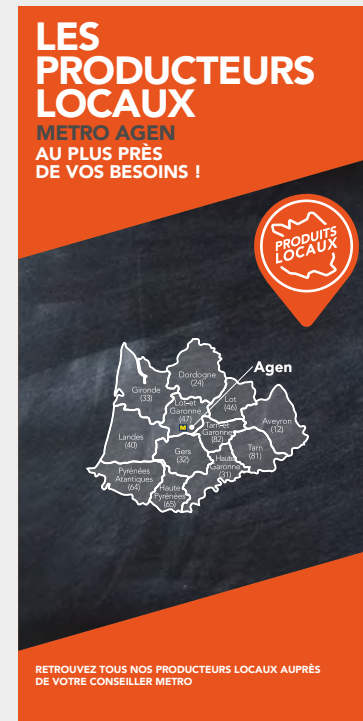 LES
PRODUCTEURS
LOCAUX
METRO AGEN
AU PLUS PRÈS
DE VOS BESOINS !
PRODUITS
LOCAUX
Agen
Dordogne
(24)
Gironde
(33)
Lot-et
Garonne
(47)
Lot
(46)
M
Tarn-et
Garonne
(82)
Aveyron
(12)
Landes
(40)
Gers
(32)
Tarn
(81)
Haute
Garonne
(31)
Pyrénées
Atantiques
(64)
Haute
Pyrénées
(65)
RETROUVEZ TOUS NOS PRODUCTEURS LOCAUX AUPRÈS
DE VOTRE CONSEILLER METRO